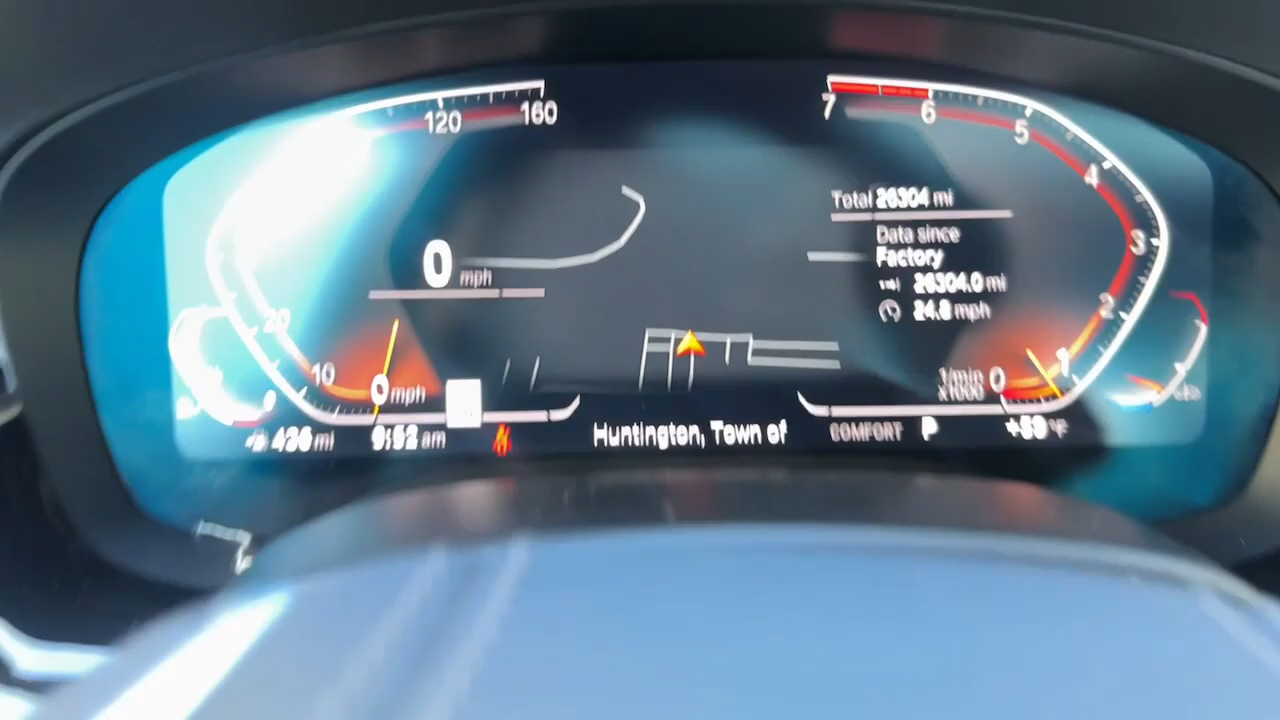 120 160
7 6
5
4
3
2
1
0
Total 26304 mi
Data since
Factory
26304.0 mi
24.8 mph
0 mph
20
10
0 mph
1/min
x1000
436 mi
9:52 am
Huntington, Town of
COMFORT P
+59 °F